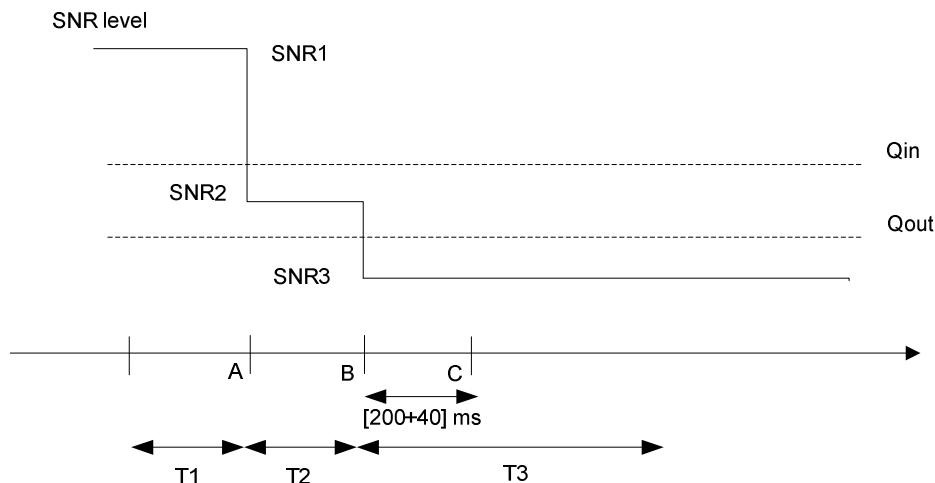 SNR level
SNR1
Qin
SNR2
Qout
SNR3
A
B
C
[200+40] ms
T1
T2
T3